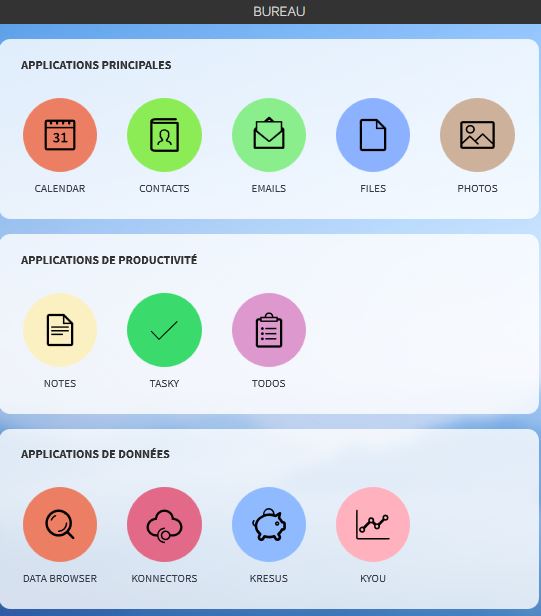 BUREAU
APPLICATIONS PRINCIPALES
31
CALENDAR CONTACTS EMAILS FILES PHOTOS
APPLICATIONS DE PRODUCTIVITÉ
NOTES TASKY TODOS
APPLICATIONS DE DONNÉES
DATA BROWSER KONNECTORS KRESUS KYOU